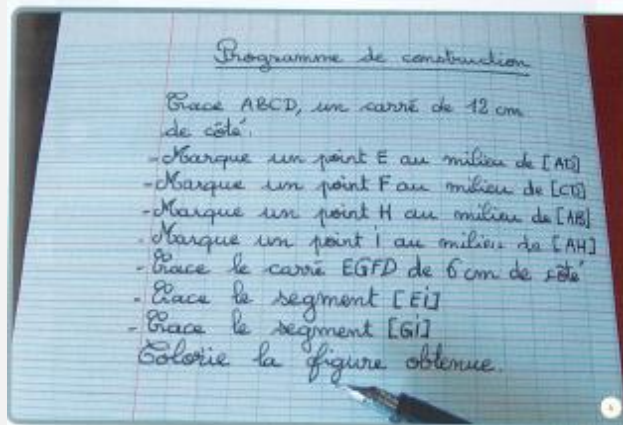 Programme de construction
Trace ABCD, un carré de 12 cm
de côté.
- Marque un point E au milieu de [AD]
- Marque un point F au milieu de [CD]
- Marque un point H au milieu de [AB]
- Marque un point i au milieu de [AH]
- Trace le carré EGFD de 6 cm de côté
- Trace le segment [Ei]
- Trace le segment [Gi]
Colorie la figure obtenue.